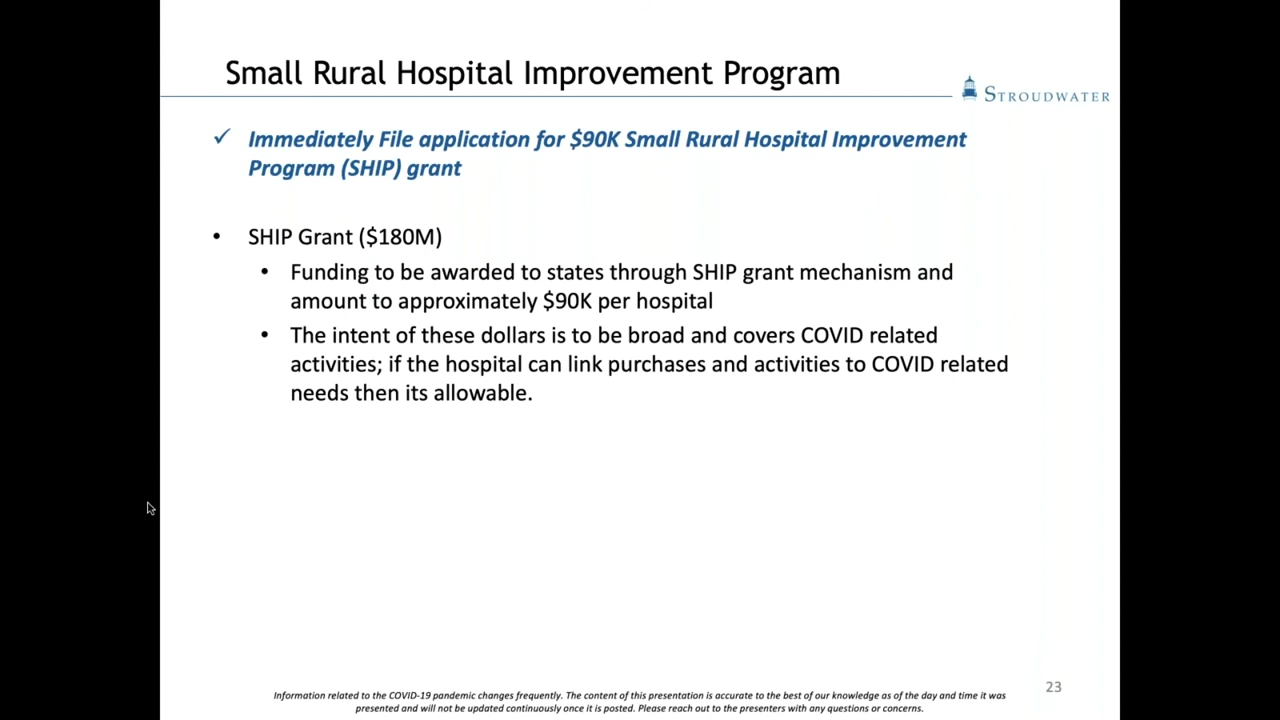 Small Rural Hospital Improvement Program
STROUDWATER
✓ Immediately File application for $90K Small Rural Hospital Improvement
Program (SHIP) grant
• SHIP Grant ($180M)
• Funding to be awarded to states through SHIP grant mechanism and
amount to approximately $90K per hospital
• The intent of these dollars is to be broad and covers COVID related
activities; if the hospital can link purchases and activities to COVID related
needs then its allowable.
23
Information related to the COVID-19 pandemic changes frequently. The content of this presentation is accurate to the best of our knowledge as of the day and time it was
presented and will not be updated continuously once it is posted. Please reach out to the presenters with any questions or concerns.